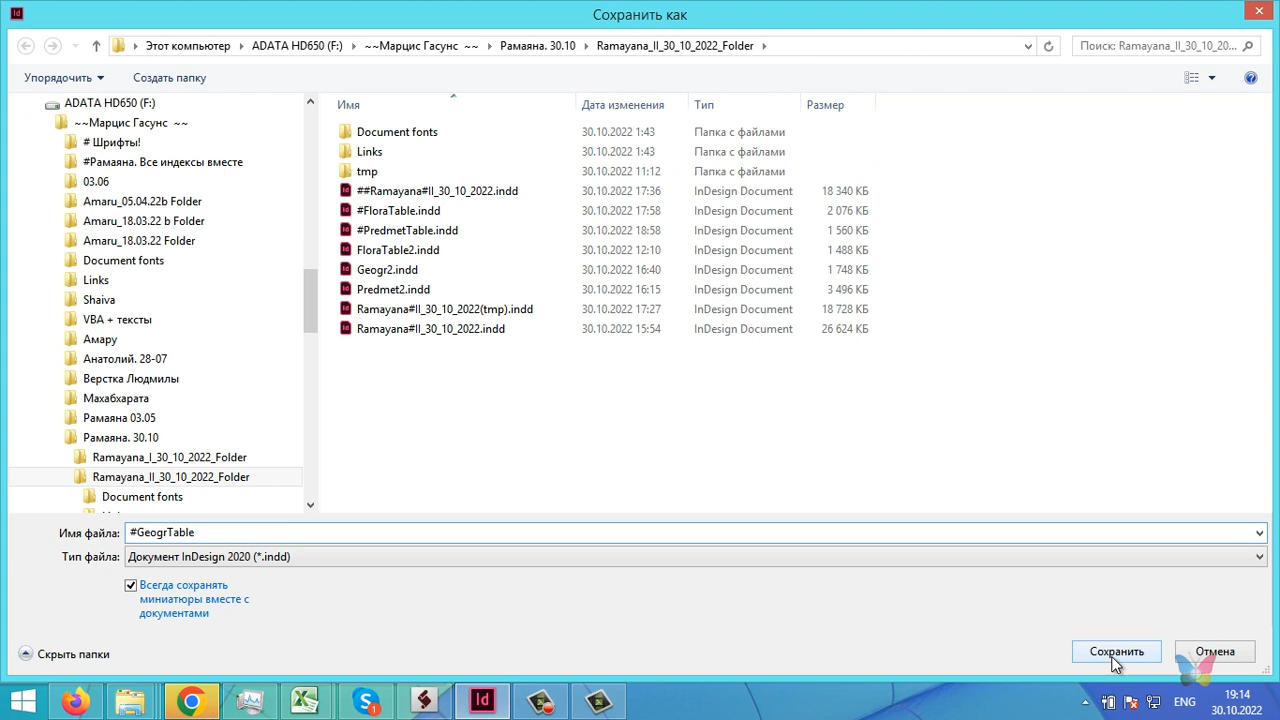 Сохранить как
Этот компьютер
ADATA HD650 (F:)
~~Марцис Гасунс ~~
Рамаяна. 30.10
Ramayana_II_30_10_2022_Folder
Поиск: Ramayana_II_30_10_20...
Упорядочить
Создать папку
ADATA HD650 (F:)
~~Марцис Гасунс ~~
# Шрифты!
#Рамаяна. Все индексы вместе
03.06
Amaru_05.04.22b Folder
Amaru_18.03.22 b Folder
Amaru_18.03.22 Folder
Document fonts
Links
Shaiva
VBA + тексты
Амару
Анатолий. 28-07
Верстка Людмилы
Махабхарата
Рамаяна 03.05
Рамаяна. 30.10
Ramayana_I_30_10_2022_Folder
Ramayana_II_30_10_2022_Folder
Document fonts
Имя Дата изменения Тип Размер
Document fonts 30.10.2022 1:43 Папка с файлами
Links 30.10.2022 1:43 Папка с файлами
tmp 30.10.2022 11:12 Папка с файлами
##Ramayana#II_30_10_2022.indd 30.10.2022 17:36 InDesign Document 18 340 КБ
#FloraTable.indd 30.10.2022 17:58 InDesign Document 2 076 КБ
#PredmetTable.indd 30.10.2022 18:58 InDesign Document 1 560 КБ
FloraTable2.indd 30.10.2022 12:10 InDesign Document 1 488 КБ
Geogr2.indd 30.10.2022 16:40 InDesign Document 1 748 КБ
Predmet2.indd 30.10.2022 16:15 InDesign Document 3 496 КБ
Ramayana#II_30_10_2022(tmp).indd 30.10.2022 17:27 InDesign Document 18 728 КБ
Ramayana#II_30_10_2022.indd 30.10.2022 15:54 InDesign Document 26 624 КБ
Имя файла: #GeogrTable
Тип файла: Документ InDesign 2020 (*.indd)
Всегда сохранять
миниатюры вместе с
документами
Скрыть папки
Сохранить
Отмена
ENG
19:14
30.10.2022